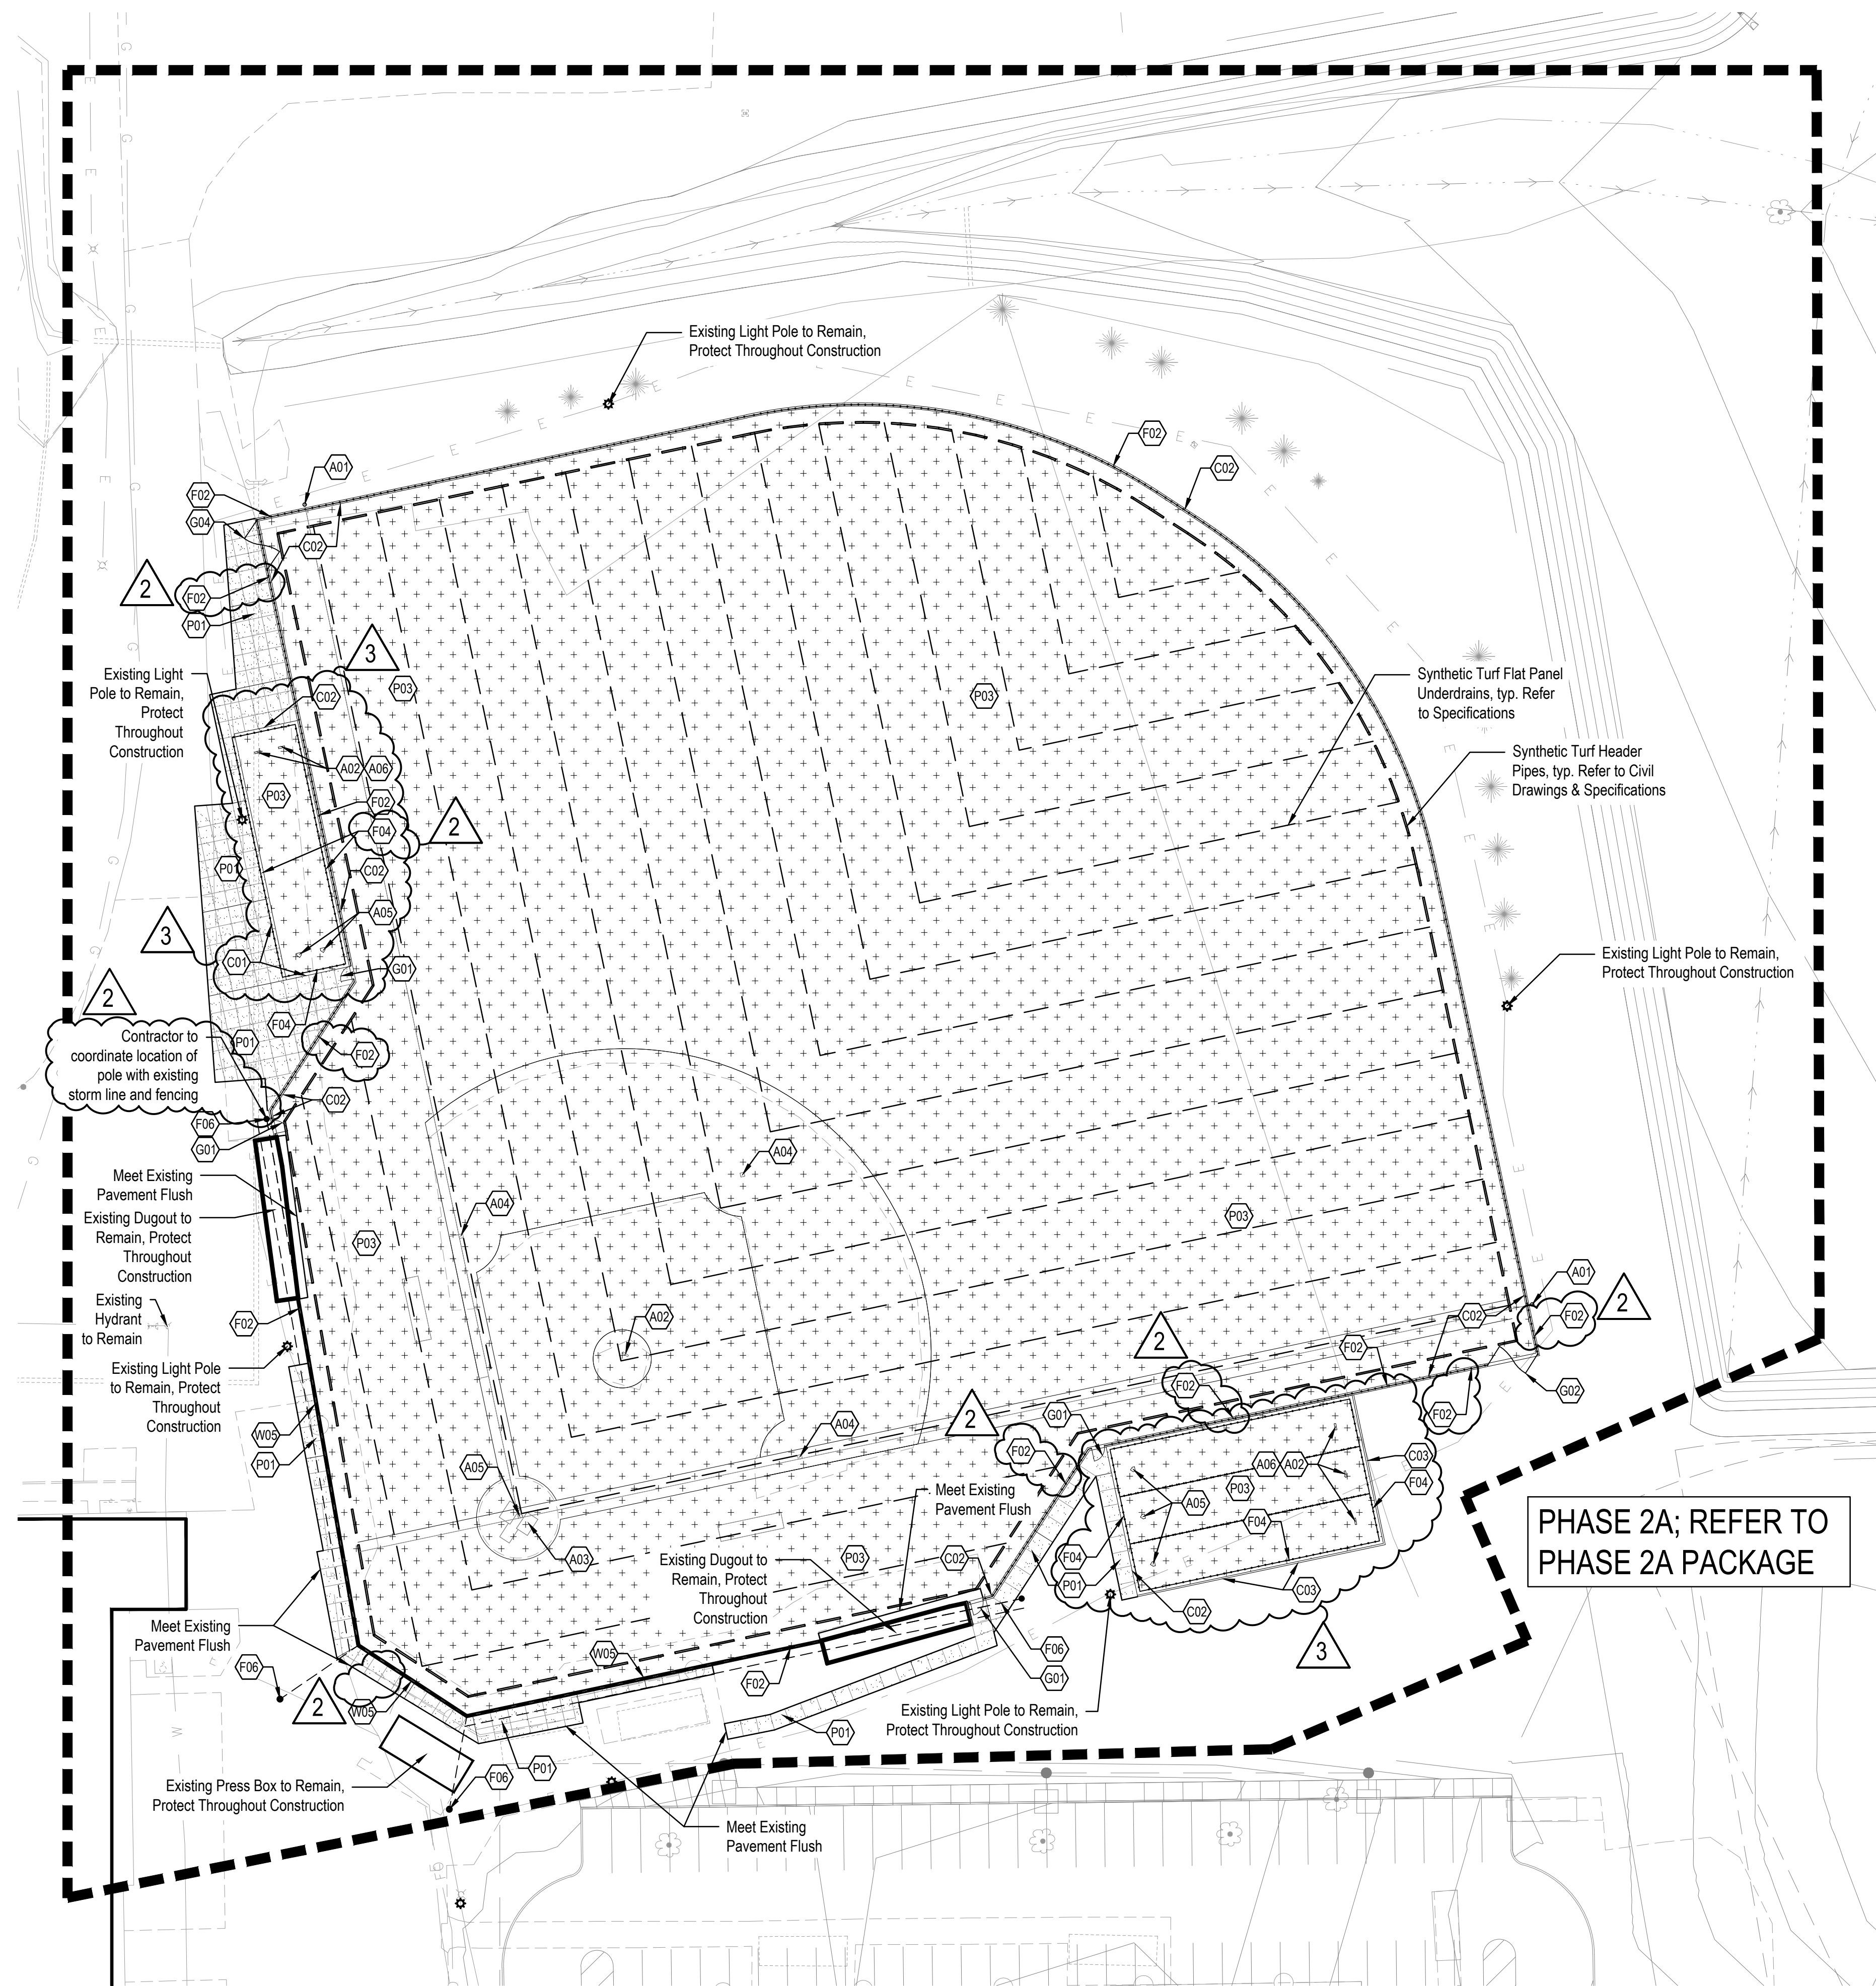 Existing Light Pole to Remain,
Protect Throughout Construction
F02
C02
A01
F02
G04
C02
2
F02
P01
3
Existing Light
Pole to Remain,
Protect
Throughout
Construction
C02
P03
P03
Synthetic Turf Flat Panel
Underdrains, typ. Refer
to Specifications
Synthetic Turf Header
Pipes, typ. Refer to Civil
Drawings & Specifications
A02
A06
P03
F02
F04
2
P01
C02
A05
3
C01
G01
Existing Light Pole to Remain,
Protect Throughout Construction
2
F04
Contractor to
coordinate location of
pole with existing
storm line and fencing
P01
F02
C02
F06
G01
A04
Meet Existing
Pavement Flush
Existing Dugout to
Remain, Protect
Throughout
Construction
A04
P03
P03
Existing
Hydrant
to Remain
F02
A02
A01
C02
F02
2
2
F02
Existing Light Pole
to Remain, Protect
Throughout
Construction
W05
P01
F02
G02
F02
2
G01
A04
F02
A05
A06
A02
C03
F04
P03
A05
F04
Meet Existing
Pavement Flush
PHASE 2A; REFER TO
PHASE 2A PACKAGE
A03
P03
C02
F04
P01
Existing Dugout to
Remain, Protect
Throughout
Construction
C03
C02
3
Meet Existing
Pavement Flush
F06
2
W05
W05
F02
F06
G01
Existing Light Pole to Remain,
Protect Throughout Construction
P01
Existing Press Box to Remain,
Protect Throughout Construction
F06
P01
Meet Existing
Pavement Flush